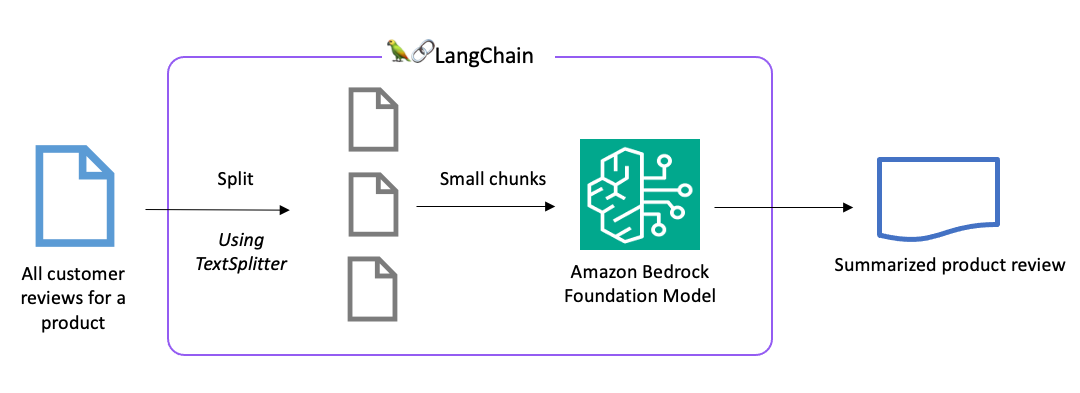 LangChain
Split
Using
TextSplitter
Small chunks
All customer
reviews for a
product
Amazon Bedrock
Foundation Model
Summarized product review